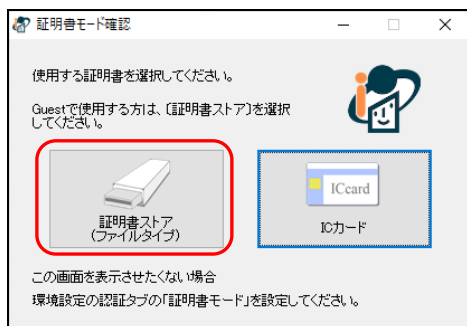 証明書モード確認
使用する証明書を選択してください。
Guestで使用する方は、〔証明書ストア〕を選択
してください。
証明書ストア
(ファイルタイプ)
ICcard
ICカード
この画面を表示させたくない場合
環境設定の認証タブの「証明書モード」を設定してください。